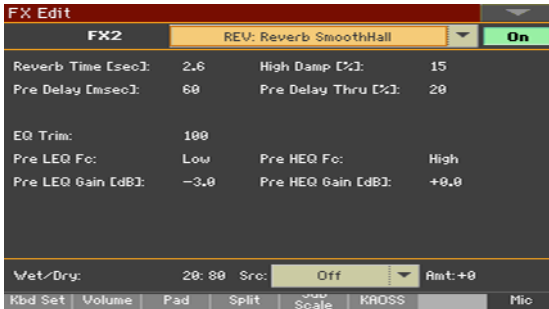 FX Edit
FX2 REV: Reverb SmoothHall On
Reverb Time [sec]: 2.6 High Damp [%]: 15
Pre Delay [msec]: 60 Pre Delay Thru [%]: 20
EQ Trim: 100
Pre LEQ Fc: Low Pre HEQ Fc: High
Pre LEQ Gain [dB]: -3.0 Pre HEQ Gain [dB]: +0.0
Wet/Dry: 20:80 Src: Off Amt:+0
Kbd Set Volume Pad Split Sub Scale KAOSS Mic